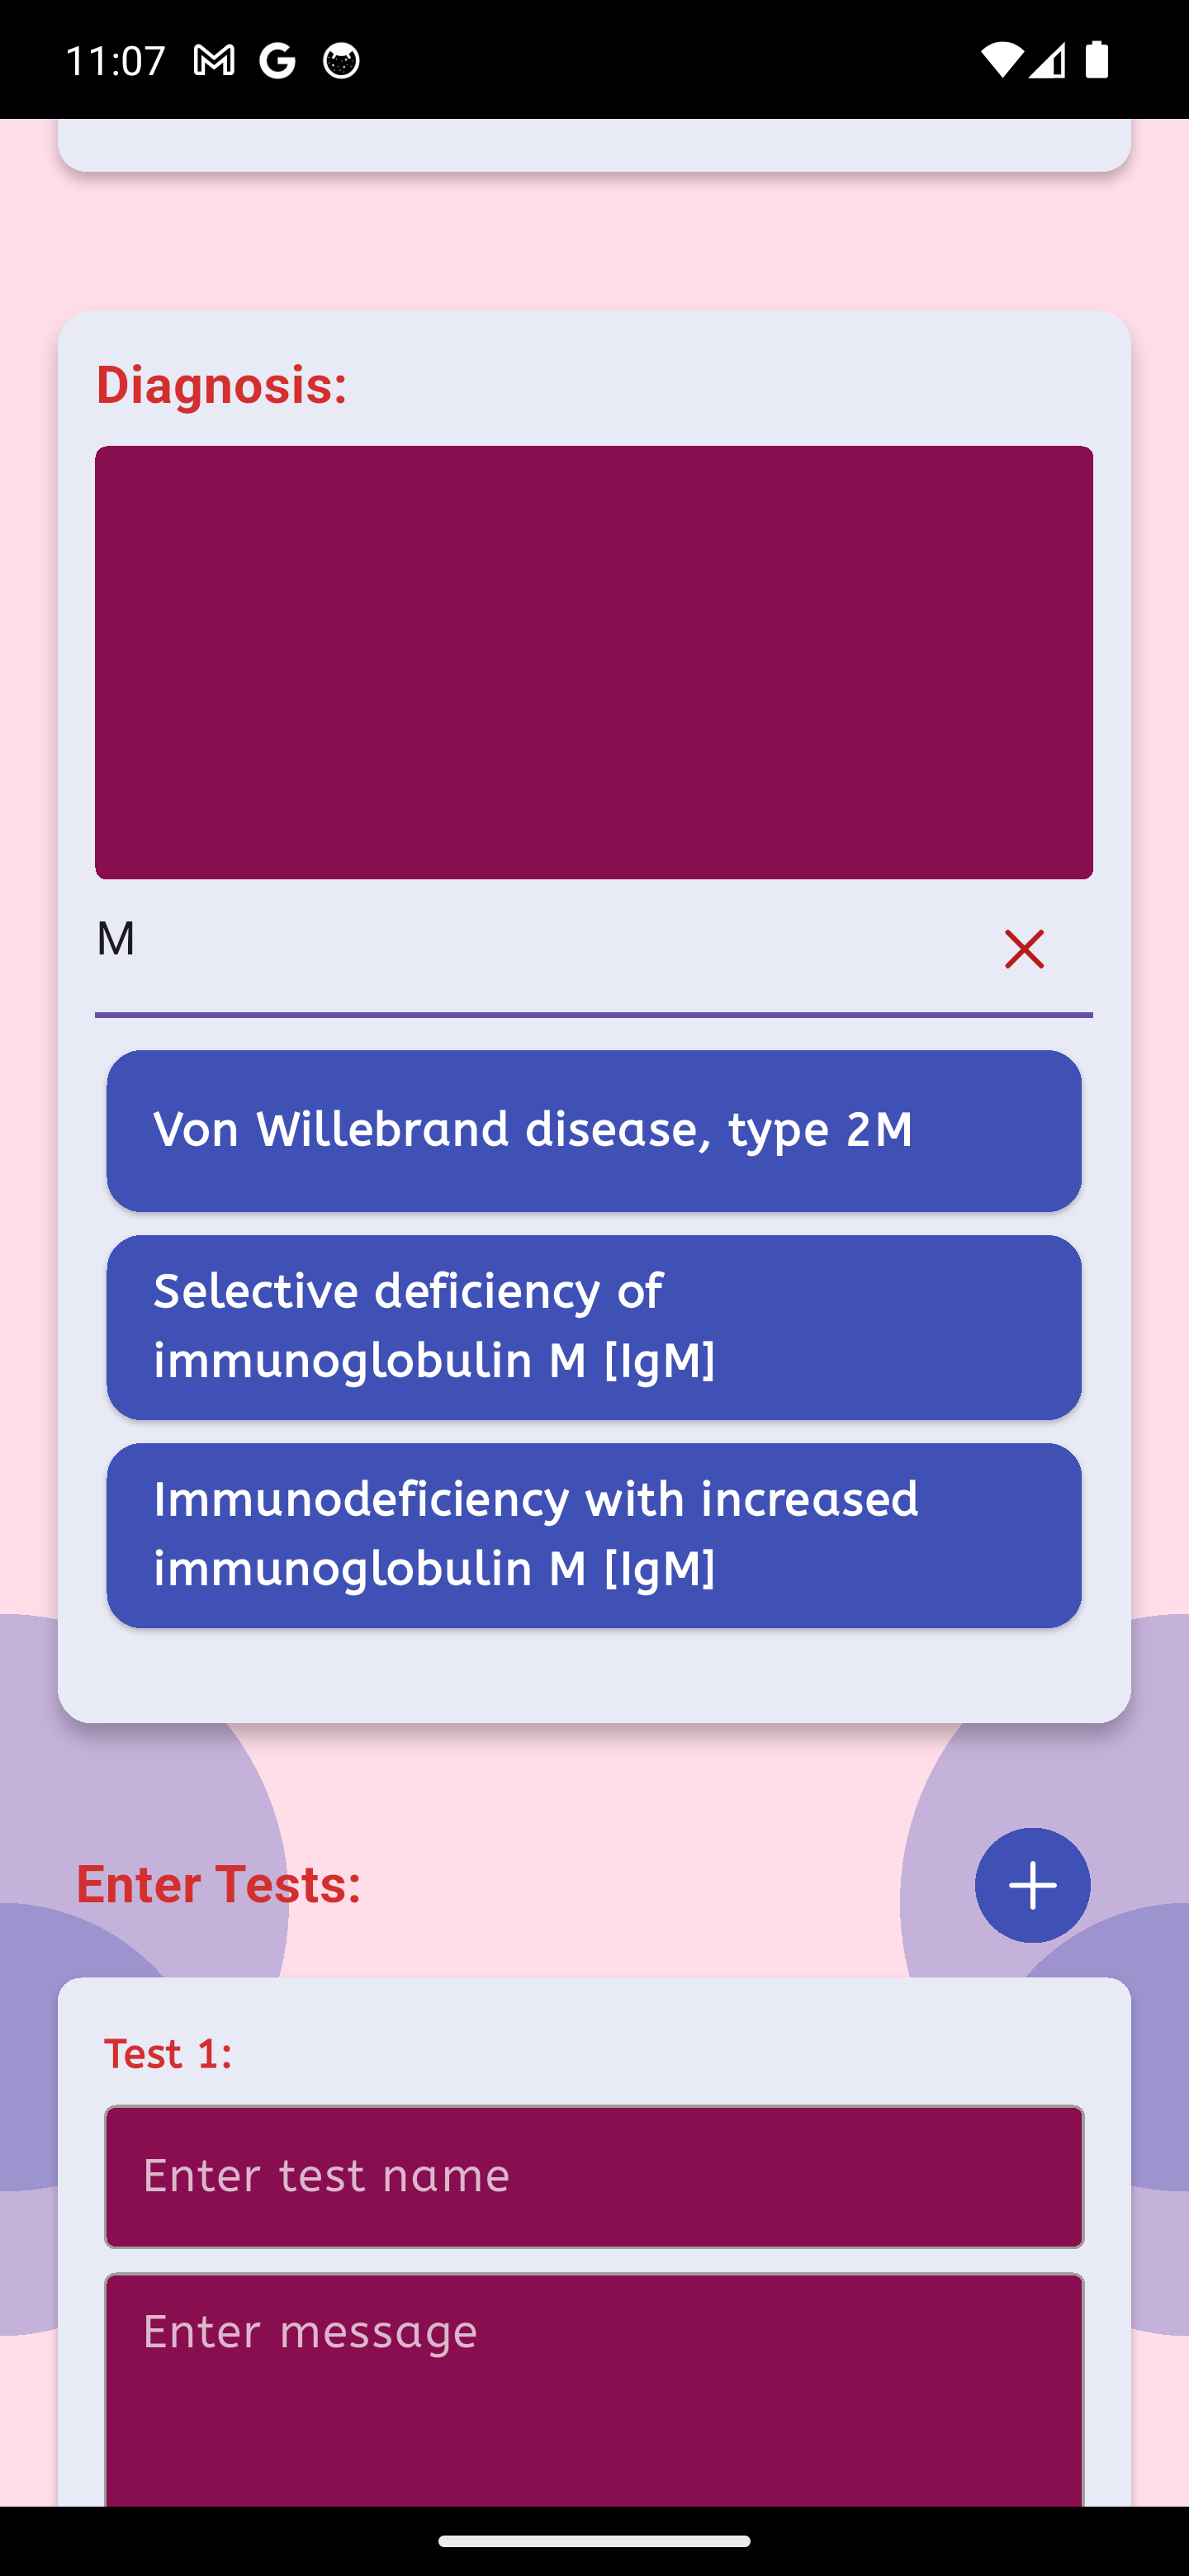 11:07
Diagnosis:
M
Von Willebrand disease, type 2M
Selective deficiency of
immunoglobulin M [IgM]
Immunodeficiency with increased
immunoglobulin M [IgM]
Enter Tests:
Test 1:
Enter test name
Enter message